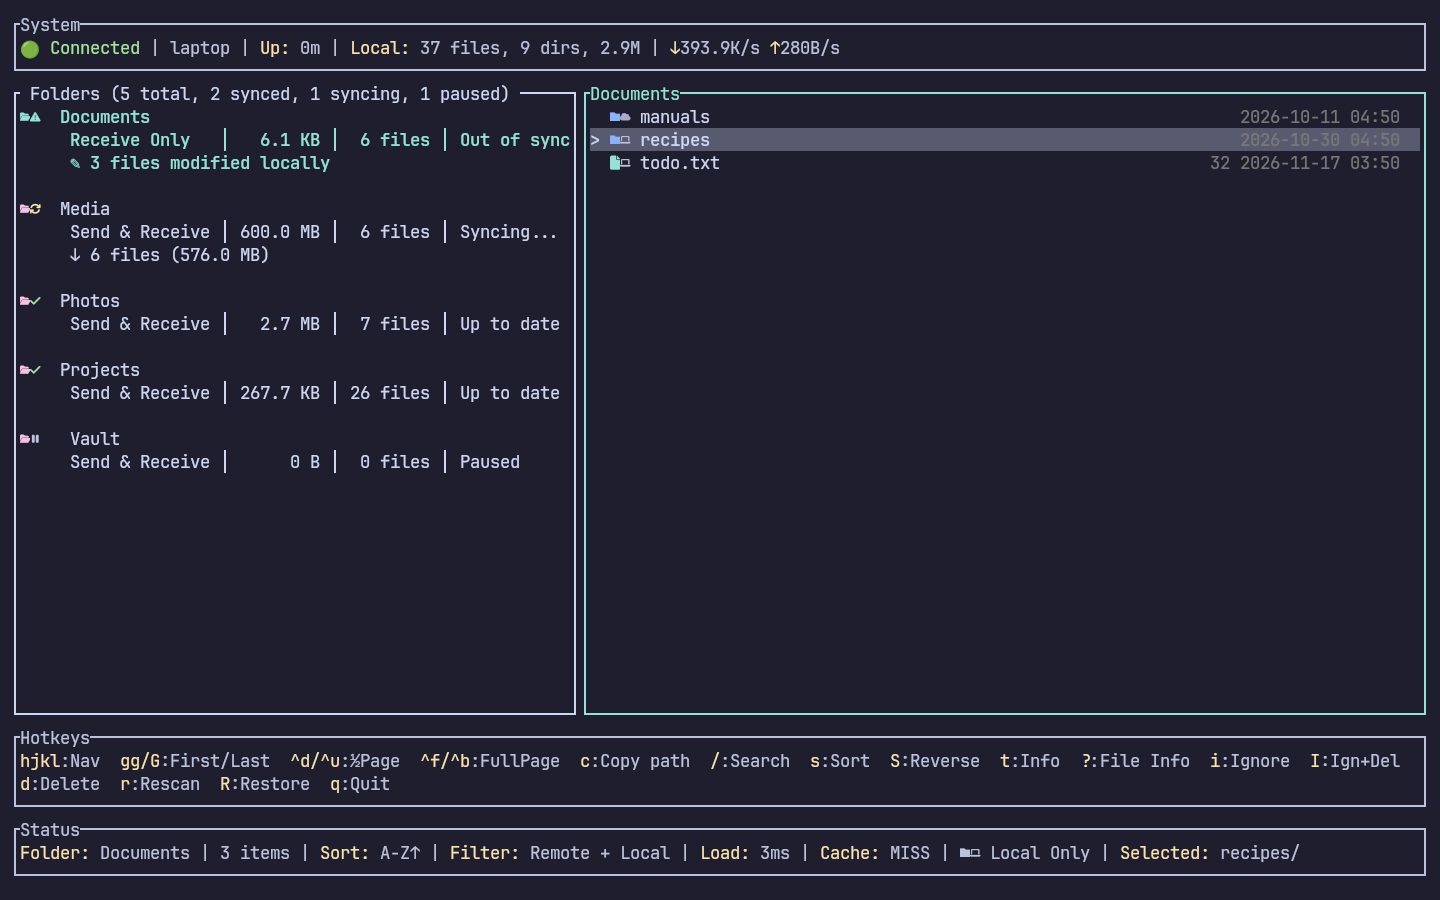 System
Connected | laptop | Up: 0m | Local: 37 files, 9 dirs, 2.9M | ↓393.9K/s ↑280B/s
Folders (5 total, 2 synced, 1 syncing, 1 paused)
Documents
Receive Only │ 6.1 KB │ 6 files │ Out of sync
✎ 3 files modified locally
Media
Send & Receive │ 600.0 MB │ 6 files │ Syncing...
↓ 6 files (576.0 MB)
Photos
Send & Receive │ 2.7 MB │ 7 files │ Up to date
Projects
Send & Receive │ 267.7 KB │ 26 files │ Up to date
Vault
Send & Receive │ 0 B │ 0 files │ Paused
Documents
manuals 2026-10-11 04:50
> recipes 2026-10-30 04:50
todo.txt 32 2026-11-17 03:50
Hotkeys
hjkl:Nav gg/G:First/Last ^d/^u:½Page ^f/^b:FullPage c:Copy path /:Search s:Sort S:Reverse t:Info ?:File Info i:Ignore I:Ign+Del
d:Delete r:Rescan R:Restore q:Quit
Status
Folder: Documents | 3 items | Sort: A-Z↑ | Filter: Remote + Local | Load: 3ms | Cache: MISS | Local Only | Selected: recipes/